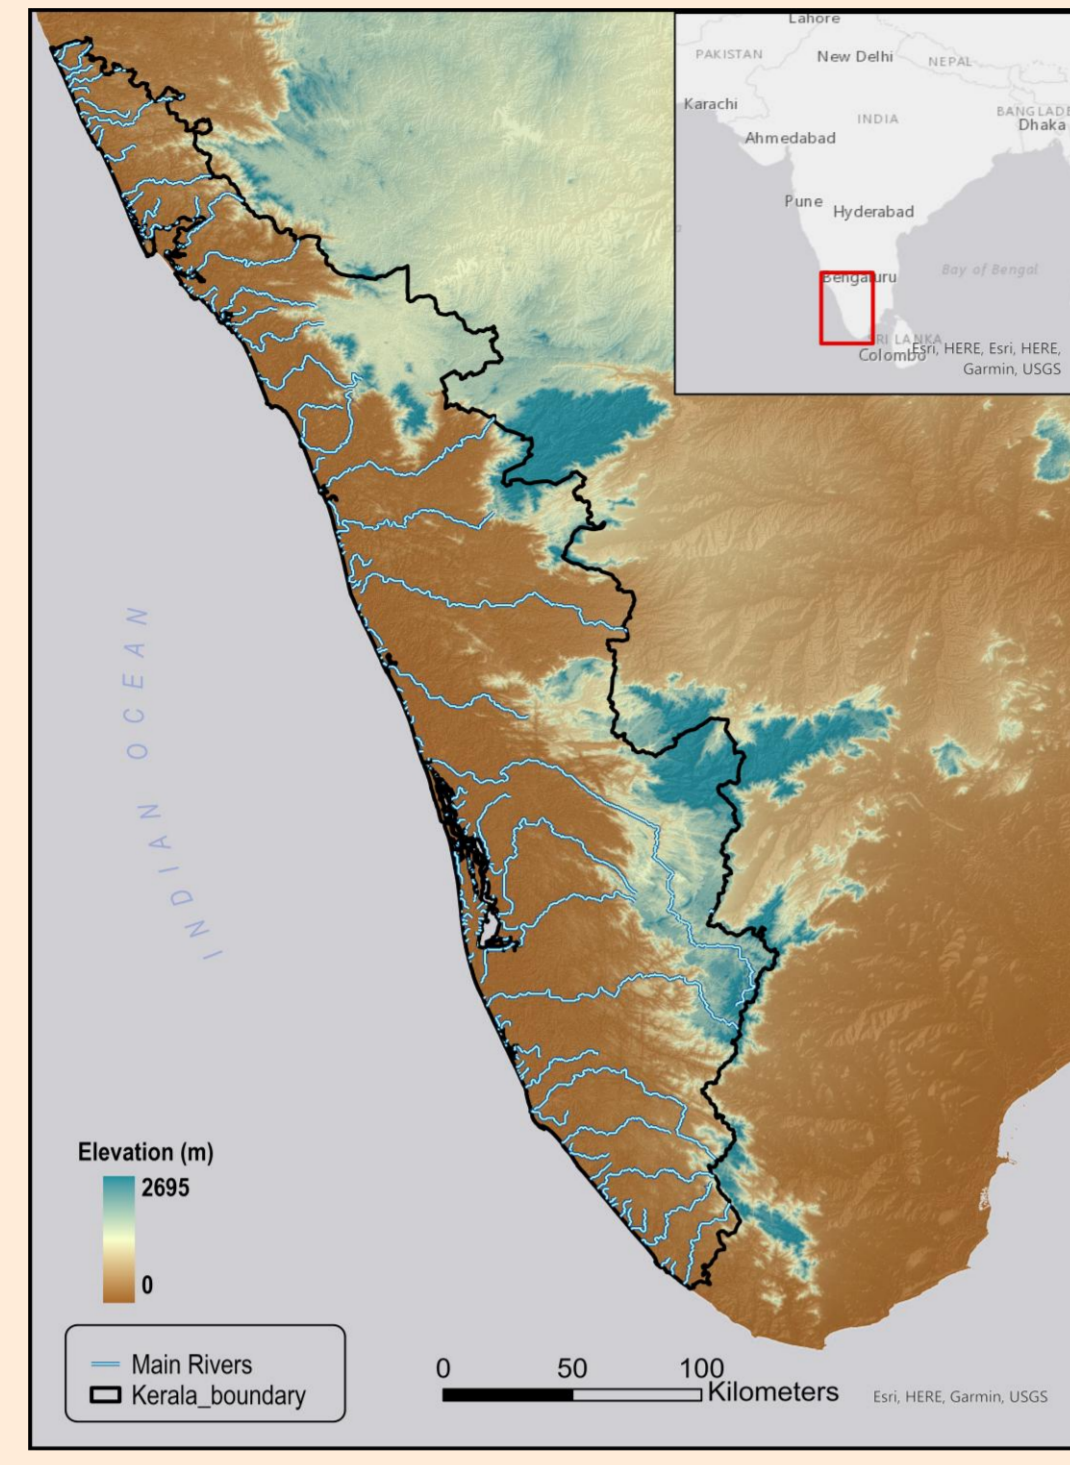 Lahore
PAKISTAN
New Delhi
NEPAL
Karachi
INDIA
BANGLADE
Dhaka
Ahmedabad
Pune
Hyderabad
Bengaluru
Bay of Bengal
SRI LANKA
Colombo
Esri, HERE, Esri, HERE,
Garmin, USGS
INDIAN OCEAN
Elevation (m)
2695
0
Main Rivers
Kerala_boundary
0 50 100
Kilometers
Esri, HERE, Garmin, USGS